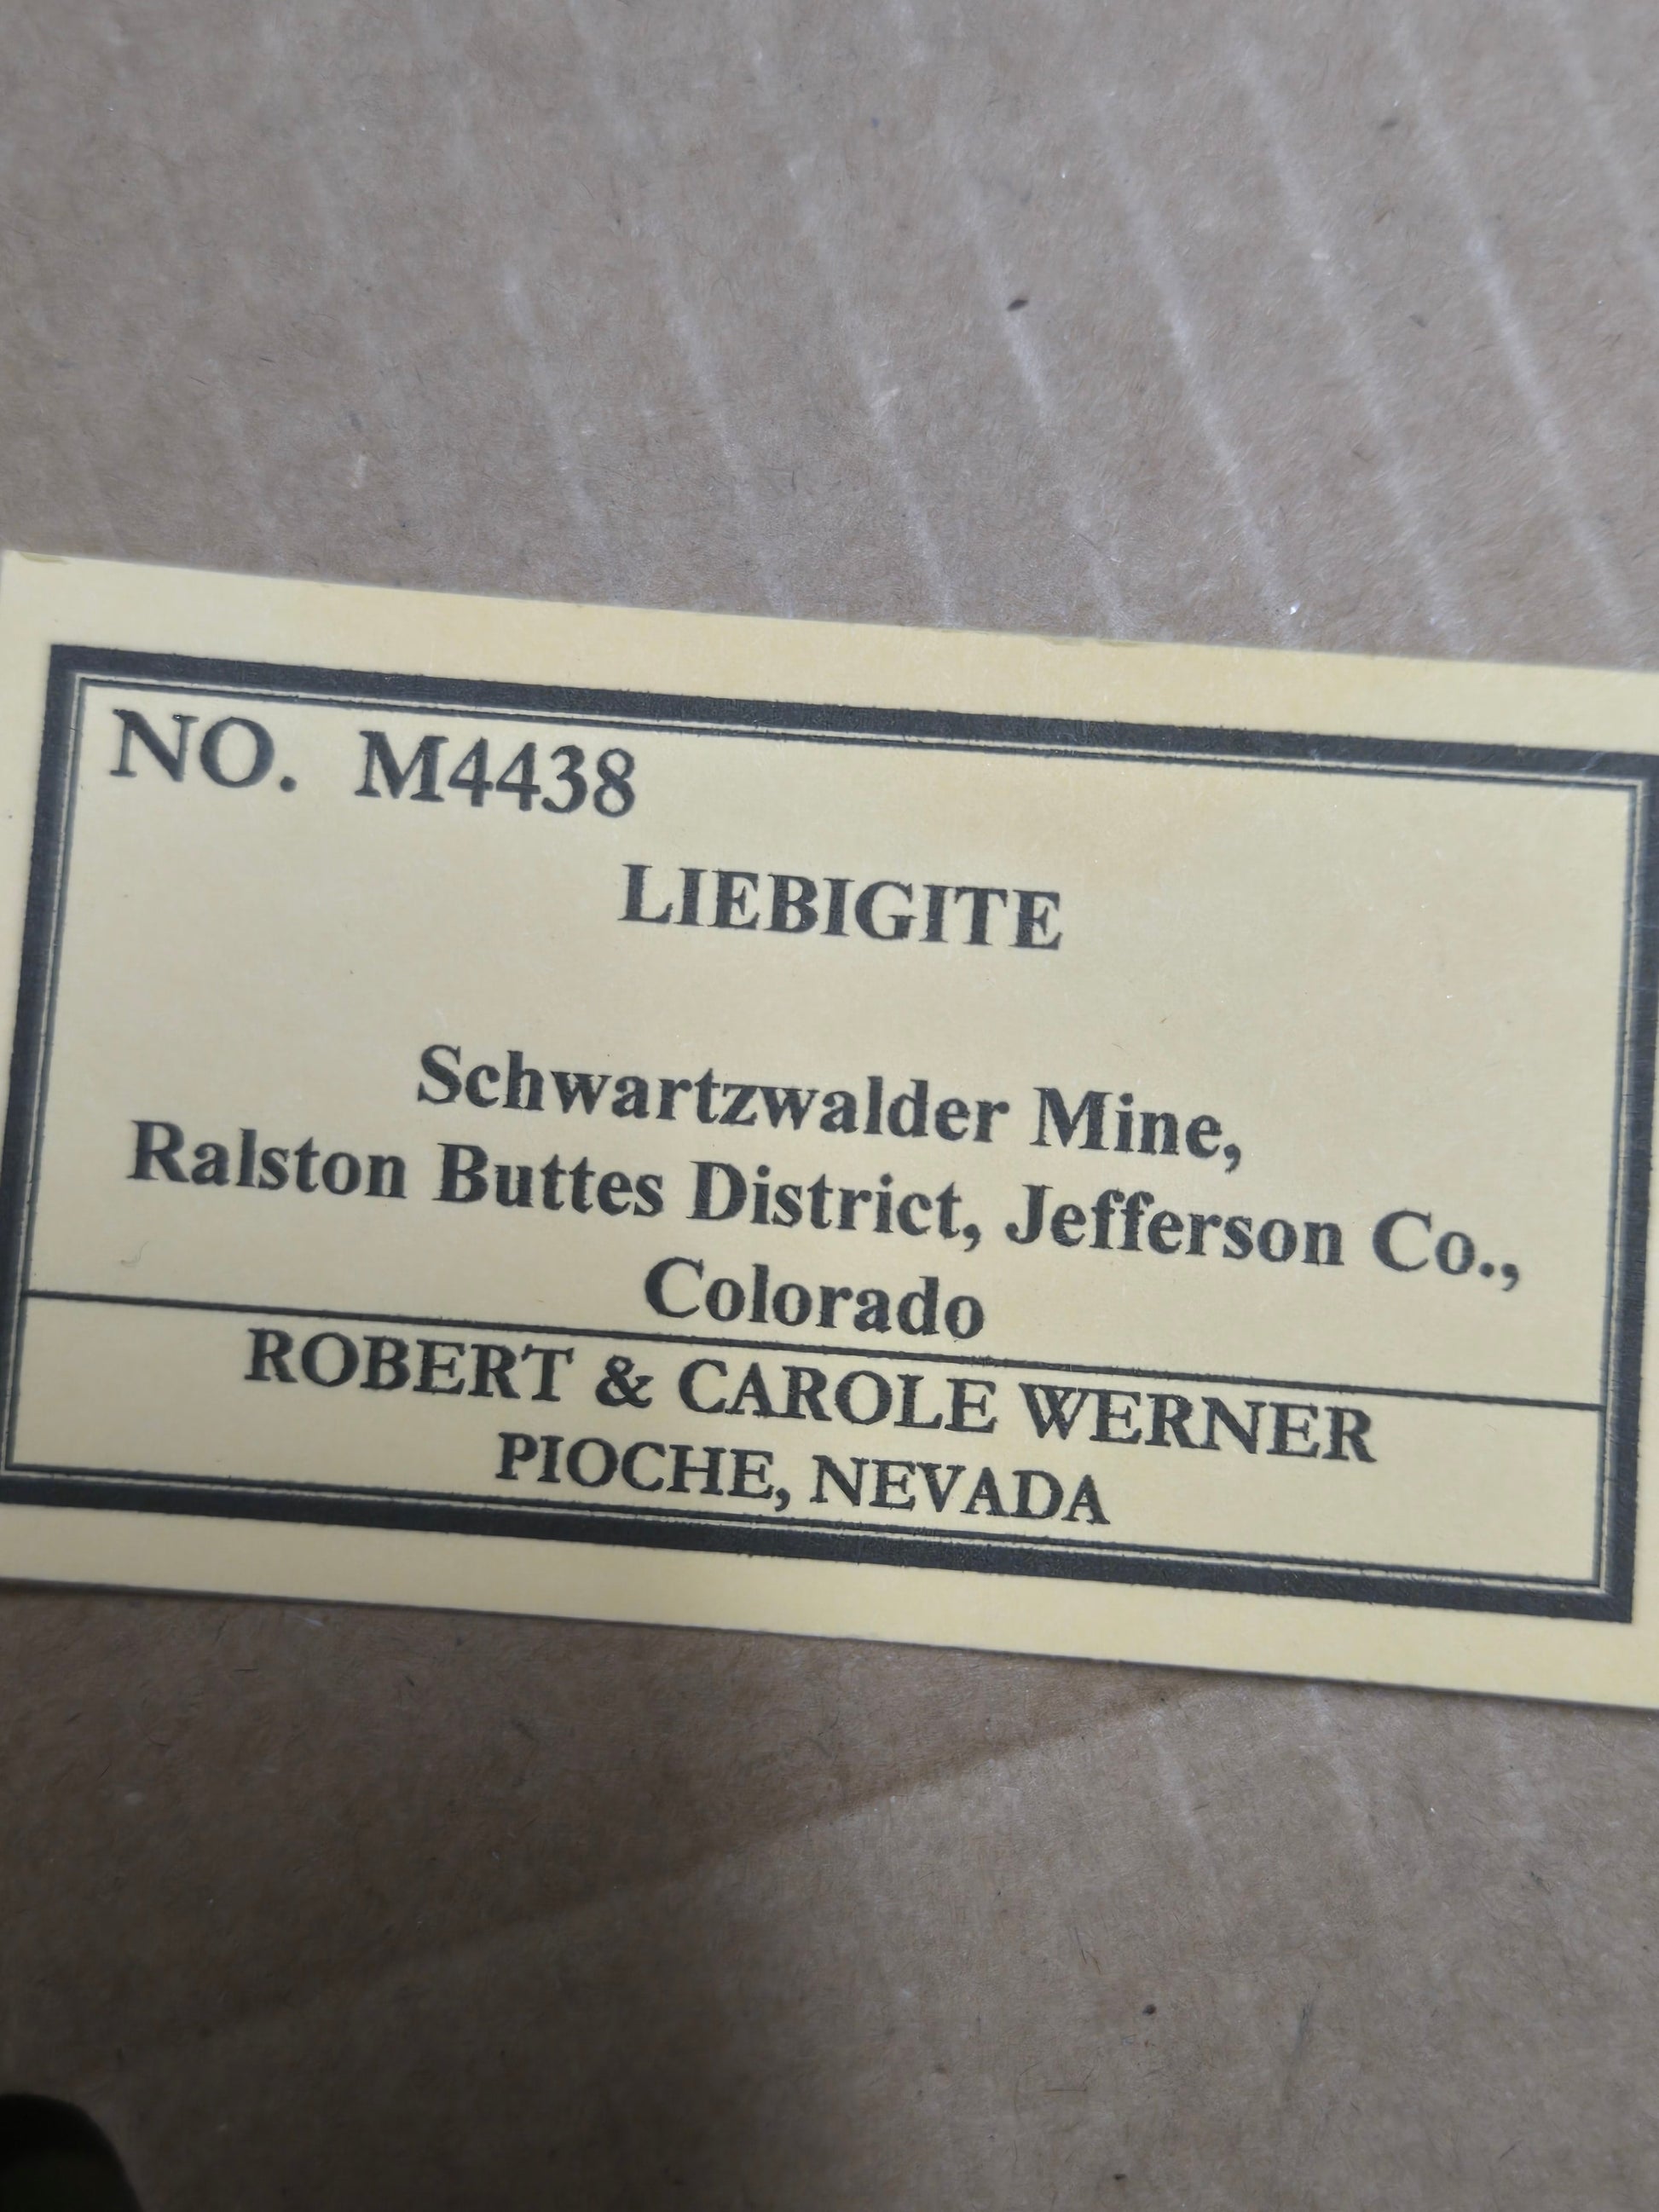 NO. M4438
LIEBIGITE
Schwartzwalder Mine,
Ralston Buttes District, Jefferson Co.,
Colorado
ROBERT & CAROLE WERNER
PIOCHE, NEVADA